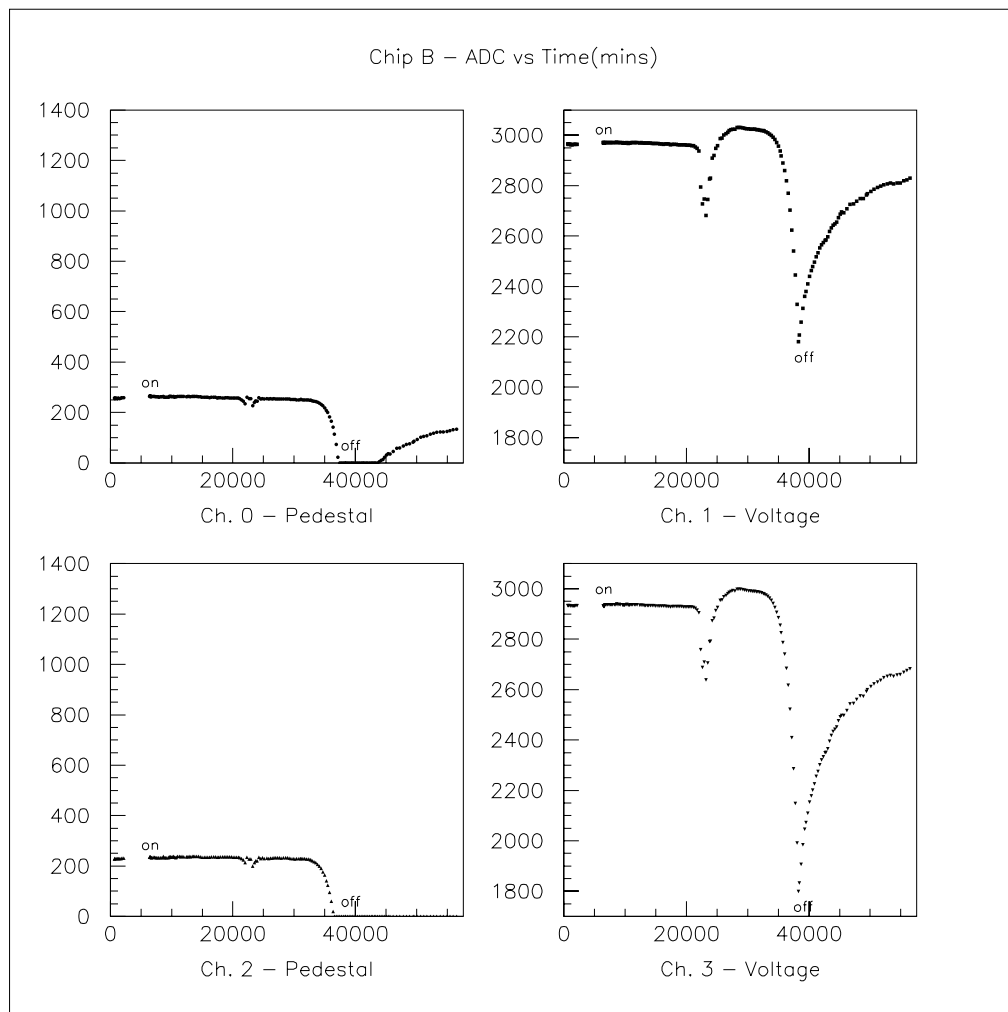 Chip B – ADC vs Time(mins)
1400
1200
1000
800
600
400
200
0
on
off
0 20000 40000
Ch. 0 – Pedestal
3000
2800
2600
2400
2200
2000
1800
on
off
0 20000 40000
Ch. 1 – Voltage
1400
1200
1000
800
600
400
200
0
on
off
0 20000 40000
Ch. 2 – Pedestal
3000
2800
2600
2400
2200
2000
1800
on
off
0 20000 40000
Ch. 3 – Voltage